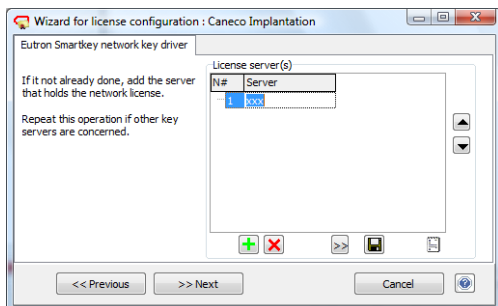 Wizard for license configuration : Caneco Implantation
Eutron Smartkey network key driver
If it not already done, add the server
that holds the network license.
Repeat this operation if other key
servers are concerned.
License server(s)
N# Server
1 xxx
>>
<< Previous
>> Next
Cancel